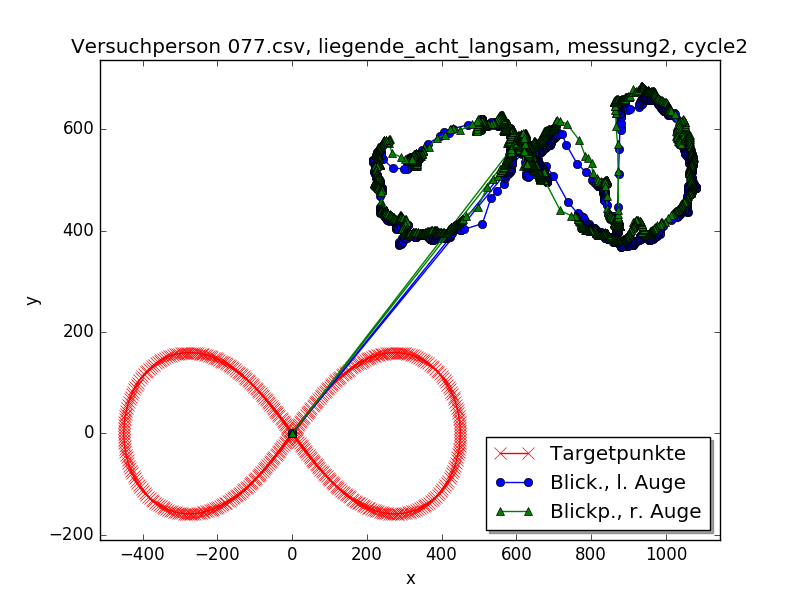 Versuchperson 077.csv, liegende_acht_langsam, messung2, cycle2
y
600
400
200
0
−200
−400
−200
0
200
400
600
800
1000
x
Targetpunkte
Blick., l. Auge
Blickp., r. Auge